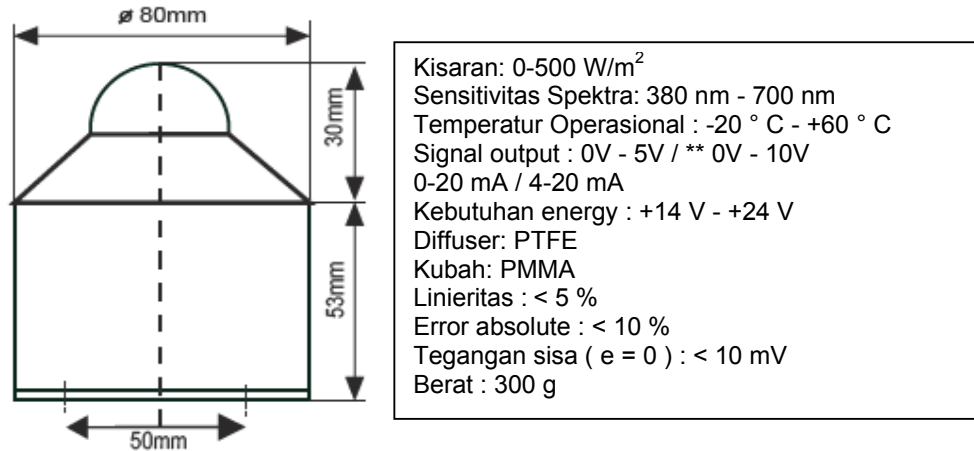 ø 80mm
30mm
53mm
50mm
Kisaran: 0-500 W/m²
Sensitivitas Spektra: 380 nm - 700 nm
Temperatur Operasional : -20 ° C - +60 ° C
Signal output : 0V - 5V / ** 0V - 10V
0-20 mA / 4-20 mA
Kebutuhan energy : +14 V - +24 V
Diffuser: PTFE
Kubah: PMMA
Linieritas : < 5 %
Error absolute : < 10 %
Tegangan sisa ( e = 0 ) : < 10 mV
Berat : 300 g